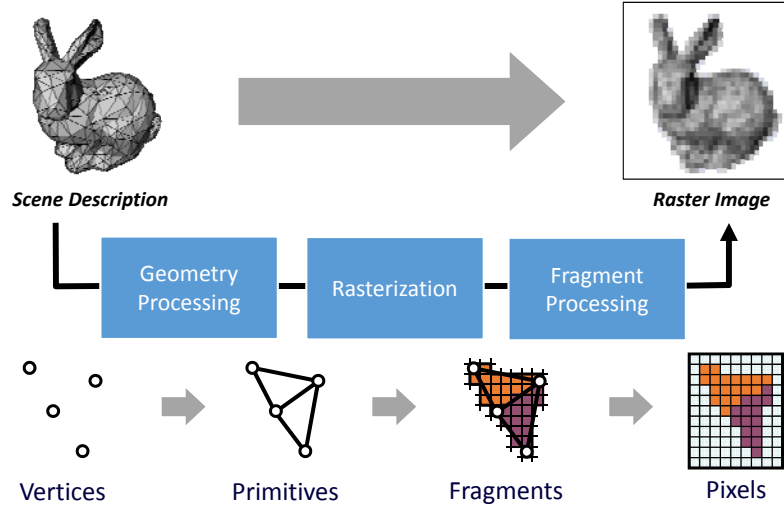 Scene Description
Raster Image
Geometry
Processing
Rasterization
Fragment
Processing
Vertices
Primitives
Fragments
Pixels